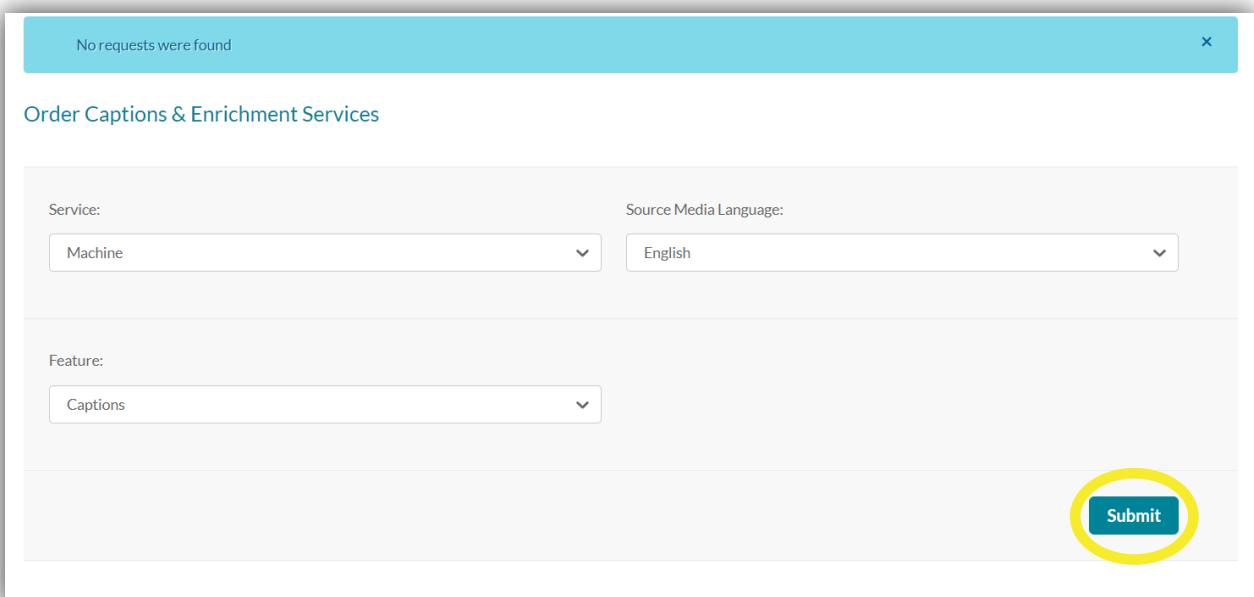 No requests were found ×
Order Captions & Enrichment Services
Service:
Machine
Source Media Language:
English
Feature:
Captions
Submit